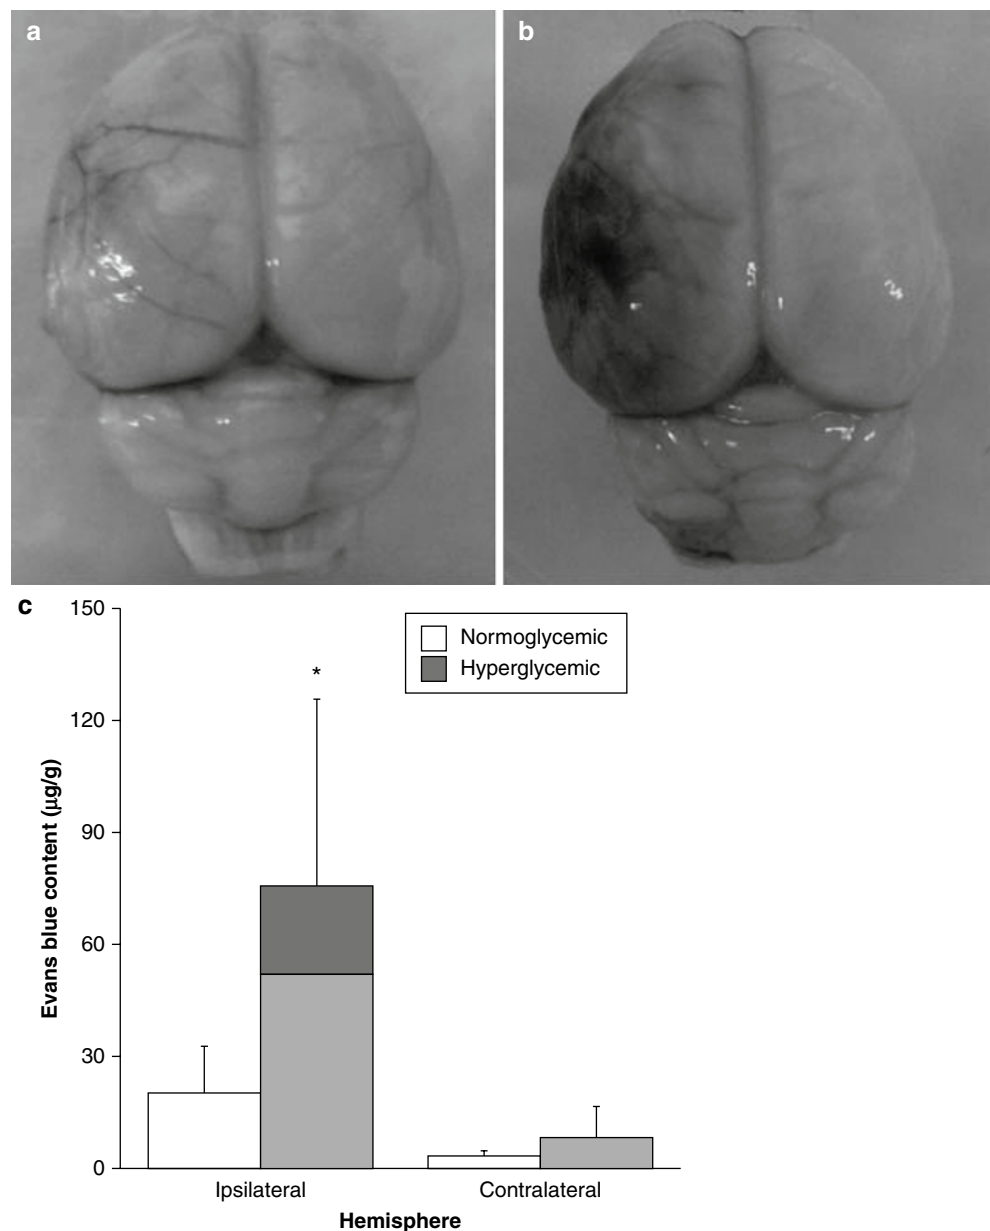 a
b
c
150
120
90
60
30
0
Evans blue content (μg/g)
*
Normoglycemic
Hyperglycemic
Ipsilateral
Contralateral
Hemisphere